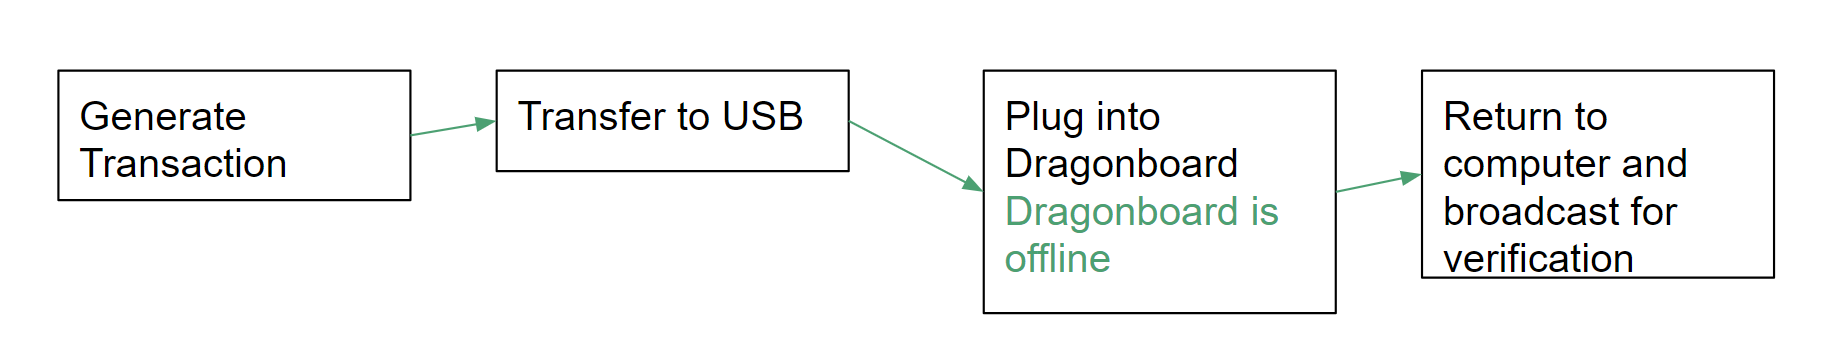 Generate
Transaction
Transfer to USB
Plug into
Dragonboard
Dragonboard is
offline
Return to
computer and
broadcast for
verification